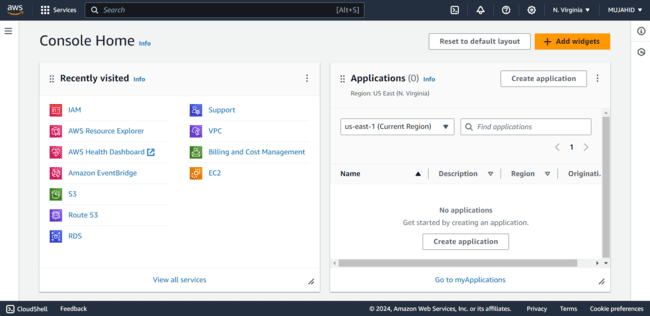 aws Services Search [Alt+S] N. Virginia MUJAHID
Console Home Info Reset to default layout + Add widgets
Recently visited Info
IAM
AWS Resource Explorer
AWS Health Dashboard
Amazon EventBridge
S3
Route 53
RDS
Support
VPC
Billing and Cost Management
EC2
View all services
Applications (0) Info Create application
Region: US East (N. Virginia)
us-east-1 (Current Region) Find applications
1
Name Description Region Originati..
No applications
Get started by creating an application.
Create application
Go to myApplications
CloudShell Feedback © 2024, Amazon Web Services, Inc. or its affiliates. Privacy Terms Cookie preferences